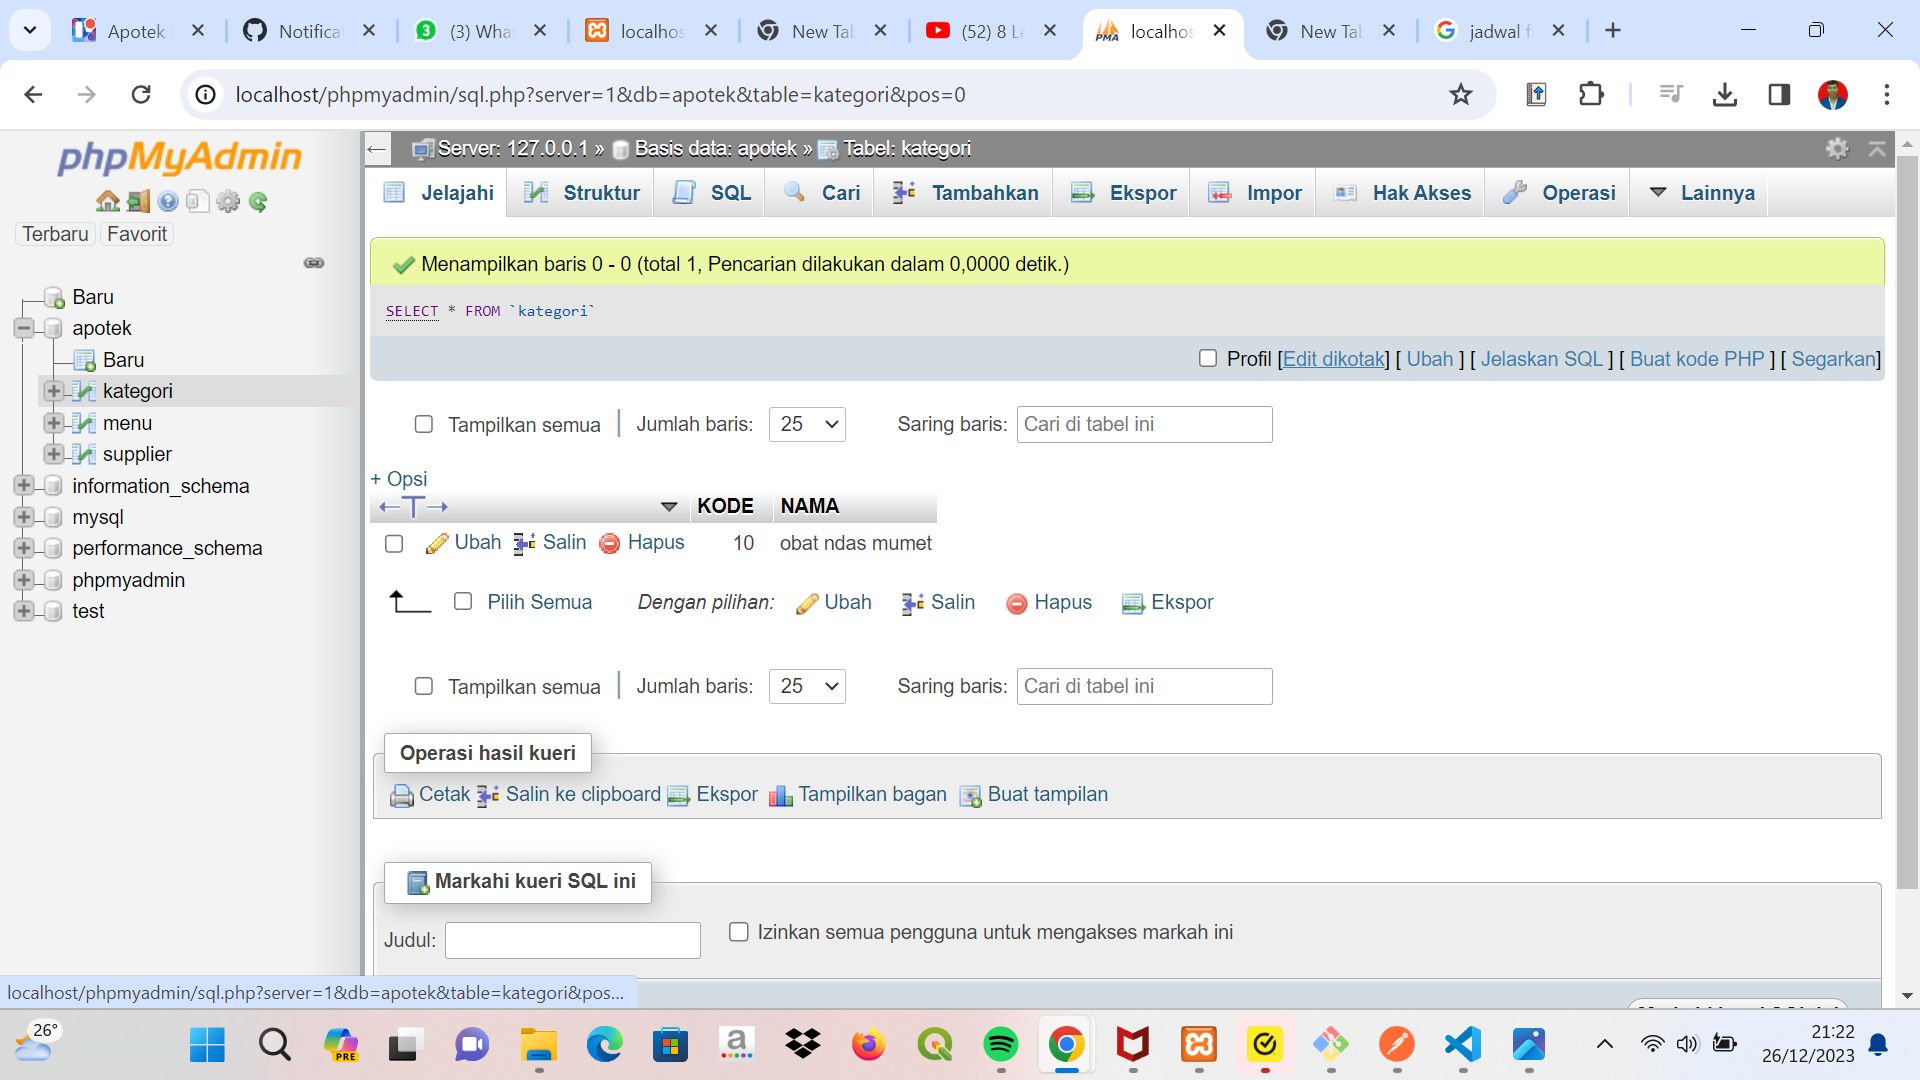 Apotek
Notifica
(3) What
localhos
New Tab
(52) 8 Le
localhos
New Tab
jadwal f
localhost/phpmyadmin/sql.php?server=1&db=apotek&table=kategori&pos=0
phpMyAdmin
Terbaru Favorit
Baru
apotek
Baru
kategori
menu
supplier
information_schema
mysql
performance_schema
phpmyadmin
test
Server: 127.0.0.1 » Basis data: apotek » Tabel: kategori
Jelajahi Struktur SQL Cari Tambahkan Ekspor Impor Hak Akses Operasi Lainnya
Menampilkan baris 0 - 0 (total 1, Pencarian dilakukan dalam 0,0000 detik.)
SELECT * FROM `kategori`
Profil [Edit dikotak] [ Ubah ] [ Jelaskan SQL ] [ Buat kode PHP ] [ Segarkan]
Tampilkan semua Jumlah baris: 25 Saring baris: Cari di tabel ini
+ Opsi
←T→ KODE NAMA
Ubah Salin Hapus 10 obat ndas mumet
Pilih Semua Dengan pilihan: Ubah Salin Hapus Ekspor
Tampilkan semua Jumlah baris: 25 Saring baris: Cari di tabel ini
Operasi hasil kueri
Cetak Salin ke clipboard Ekspor Tampilkan bagan Buat tampilan
Markahi kueri SQL ini
Judul: Izinkan semua pengguna untuk mengakses markah ini
localhost/phpmyadmin/sql.php?server=1&db=apotek&table=kategori&pos...
26°
PRE
21:22
26/12/2023